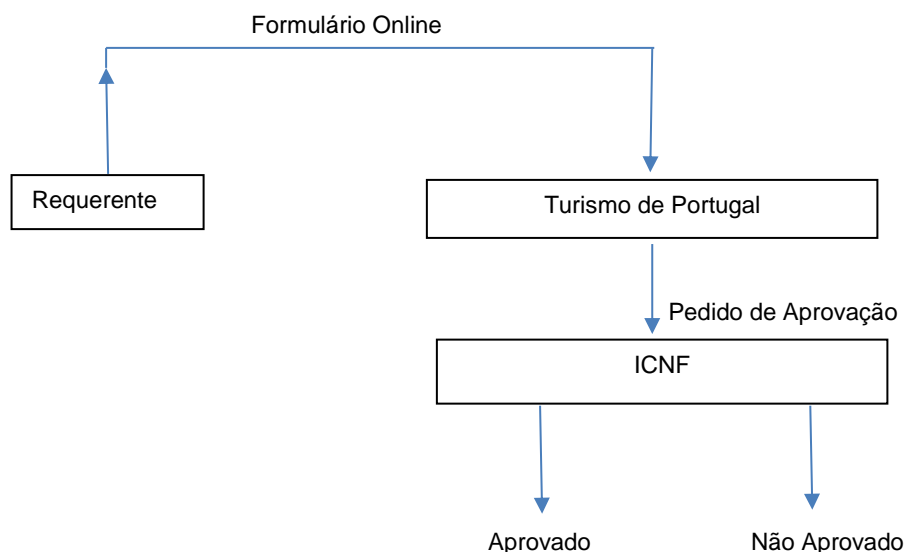 Formulário Online
Requerente
Turismo de Portugal
Pedido de Aprovação
ICNF
Aprovado
Não Aprovado